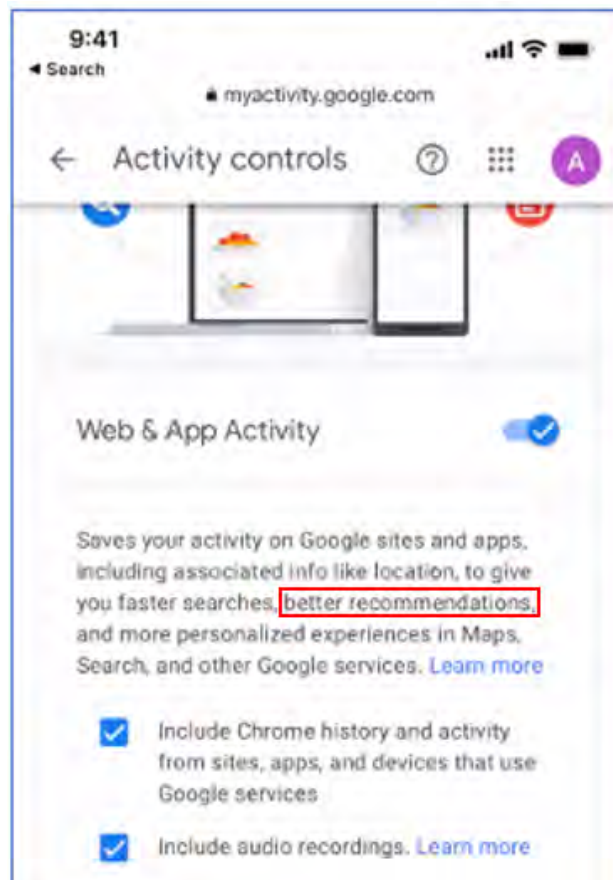 9:41
Search
myactivity.google.com
Activity controls
A
Web & App Activity
Saves your activity on Google sites and apps,
including associated info like location, to give
you faster searches, better recommendations,
and more personalized experiences in Maps,
Search, and other Google services. Learn more
Include Chrome history and activity
from sites, apps, and devices that use
Google services
Include audio recordings. Learn more